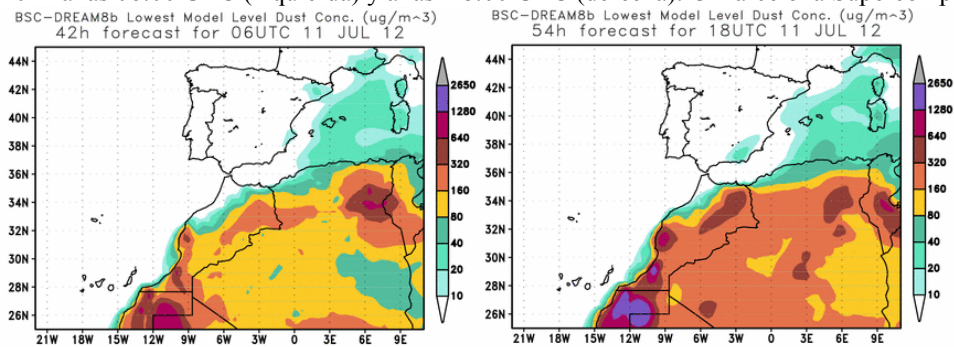 (izquierda) y a las (derecha).
BSC-DREAM8b Lowest Model Level Dust Conc. (ug/m^3)
42h forecast for 06UTC 11 JUL 12
44N
42N
40N
38N
36N
34N
32N
30N
28N
26N
21W 18W 15W 12W 9W 6W 3W 0 3E 6E 9E
2650
1280
640
320
160
80
40
20
10
BSC-DREAM8b Lowest Model Level Dust Conc. (ug/m^3)
54h forecast for 18UTC 11 JUL 12
44N
42N
40N
38N
36N
34N
32N
30N
28N
26N
21W 18W 15W 12W 9W 6W 3W 0 3E 6E 9E
2650
1280
640
320
160
80
40
20
10